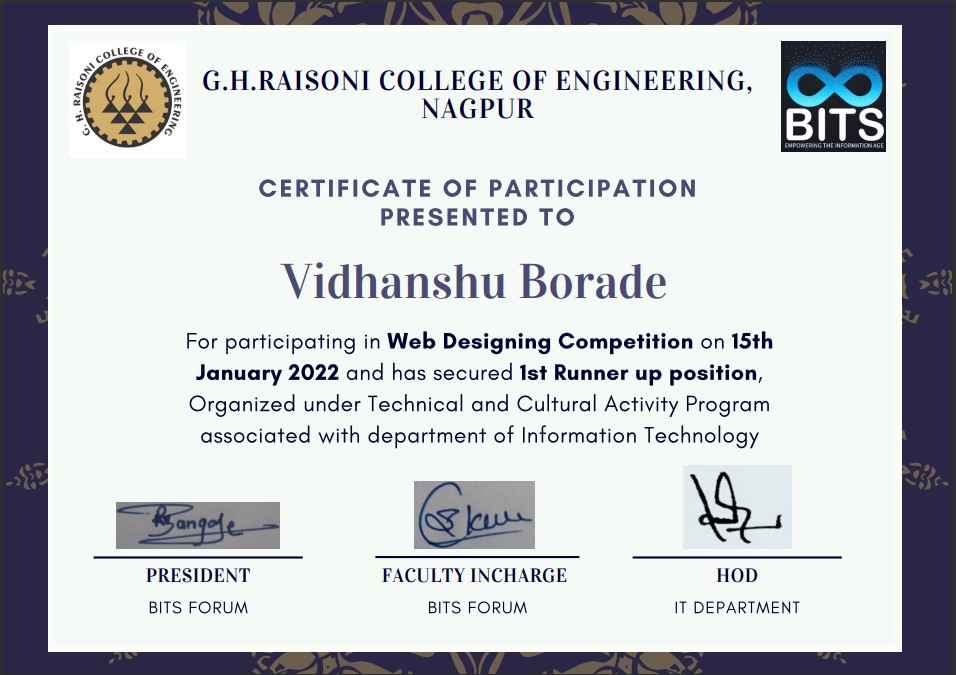 G. H. RAISONI COLLEGE OF ENGINEERING
G.H.RAISONI COLLEGE OF ENGINEERING,
NAGPUR
BITS
EMPOWERING THE INFORMATION AGE
CERTIFICATE OF PARTICIPATION
PRESENTED TO
Vidhanshu Borade
For participating in Web Designing Competition on 15th
January 2022 and has secured 1st Runner up position,
Organized under Technical and Cultural Activity Program
associated with department of Information Technology
PRESIDENT
BITS FORUM
FACULTY INCHARGE
BITS FORUM
HOD
IT DEPARTMENT